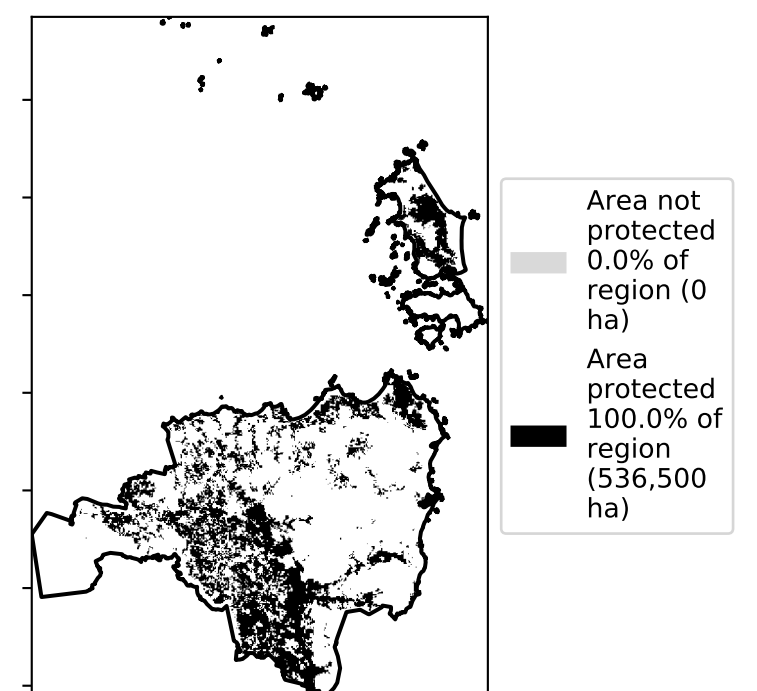 Area not
protected
0.0% of
region (0
ha)
Area
protected
100.0% of
region
(536,500
ha)